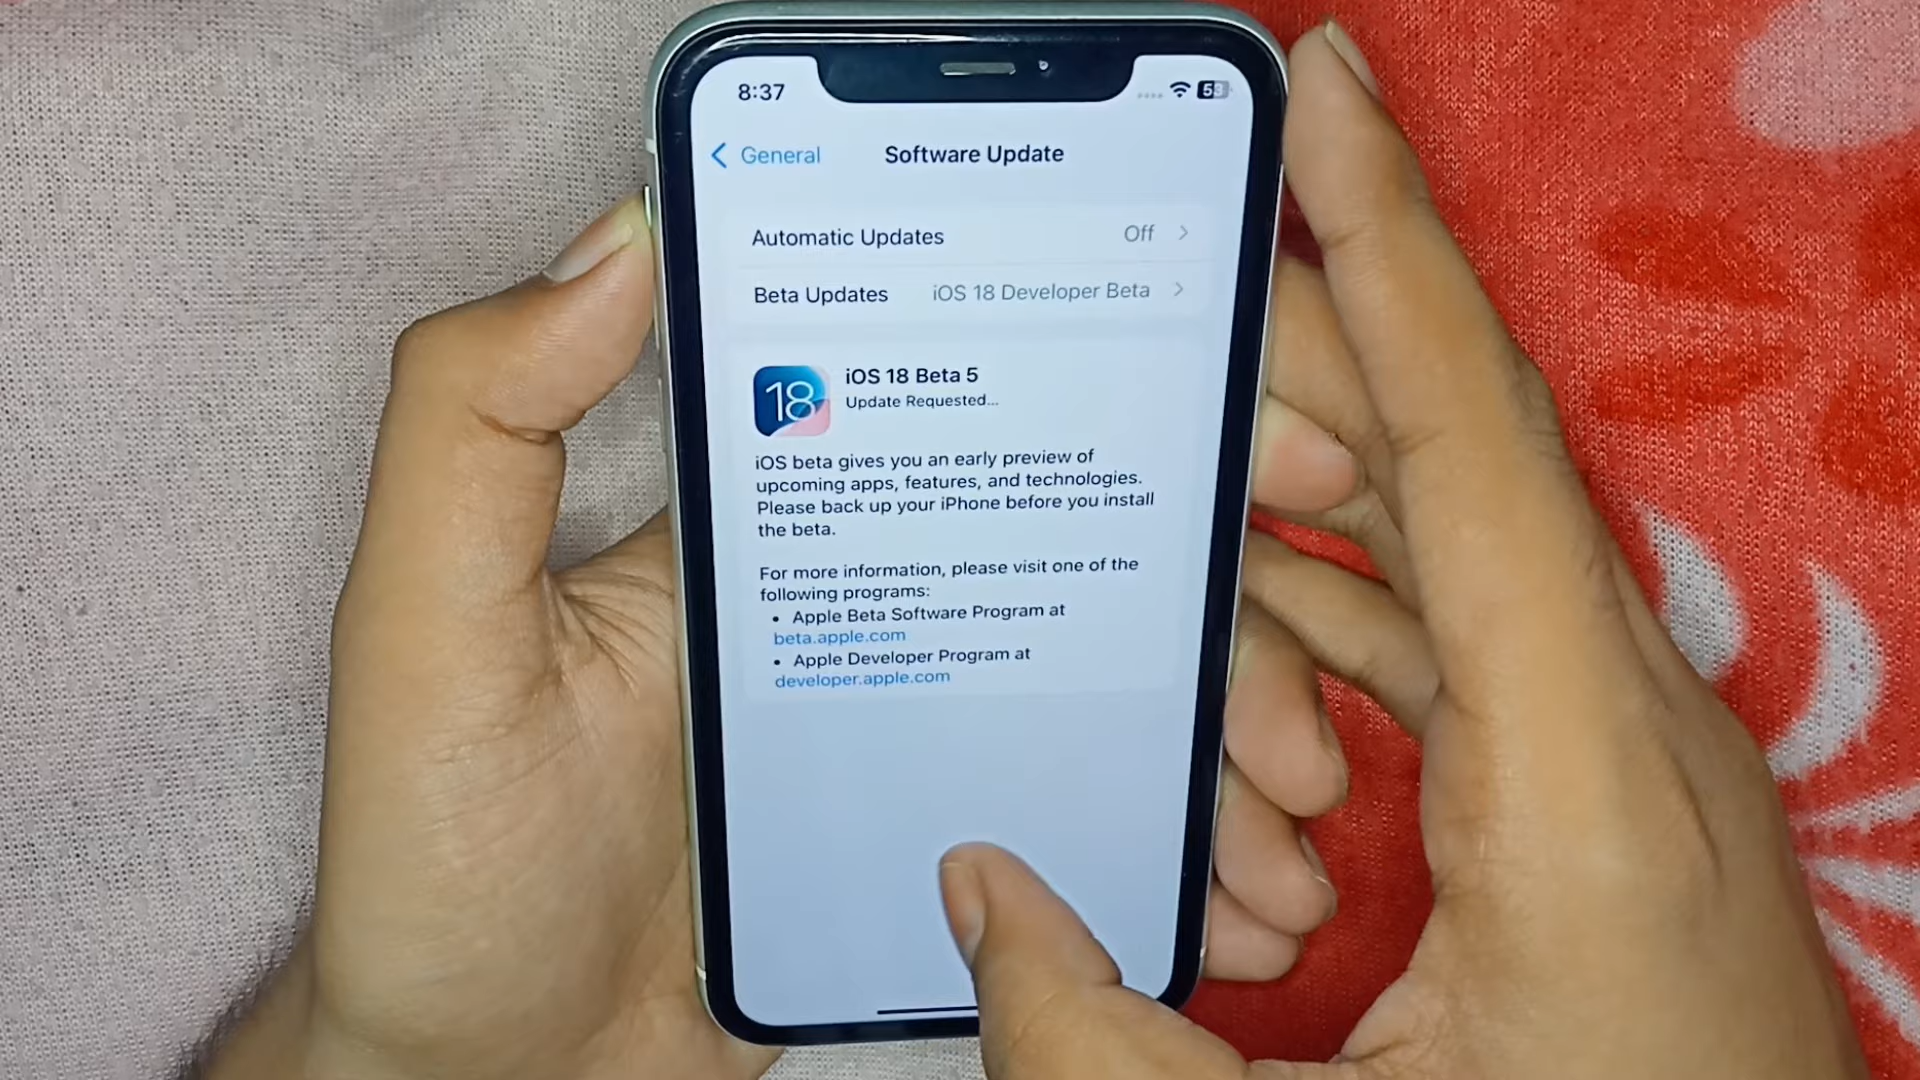 8:37
53
General
Software Update
Automatic Updates Off
Beta Updates iOS 18 Developer Beta
18
iOS 18 Beta 5
Update Requested...
iOS beta gives you an early preview of
upcoming apps, features, and technologies.
Please back up your iPhone before you install
the beta.
For more information, please visit one of the
following programs:
• Apple Beta Software Program at
beta.apple.com
• Apple Developer Program at
developer.apple.com